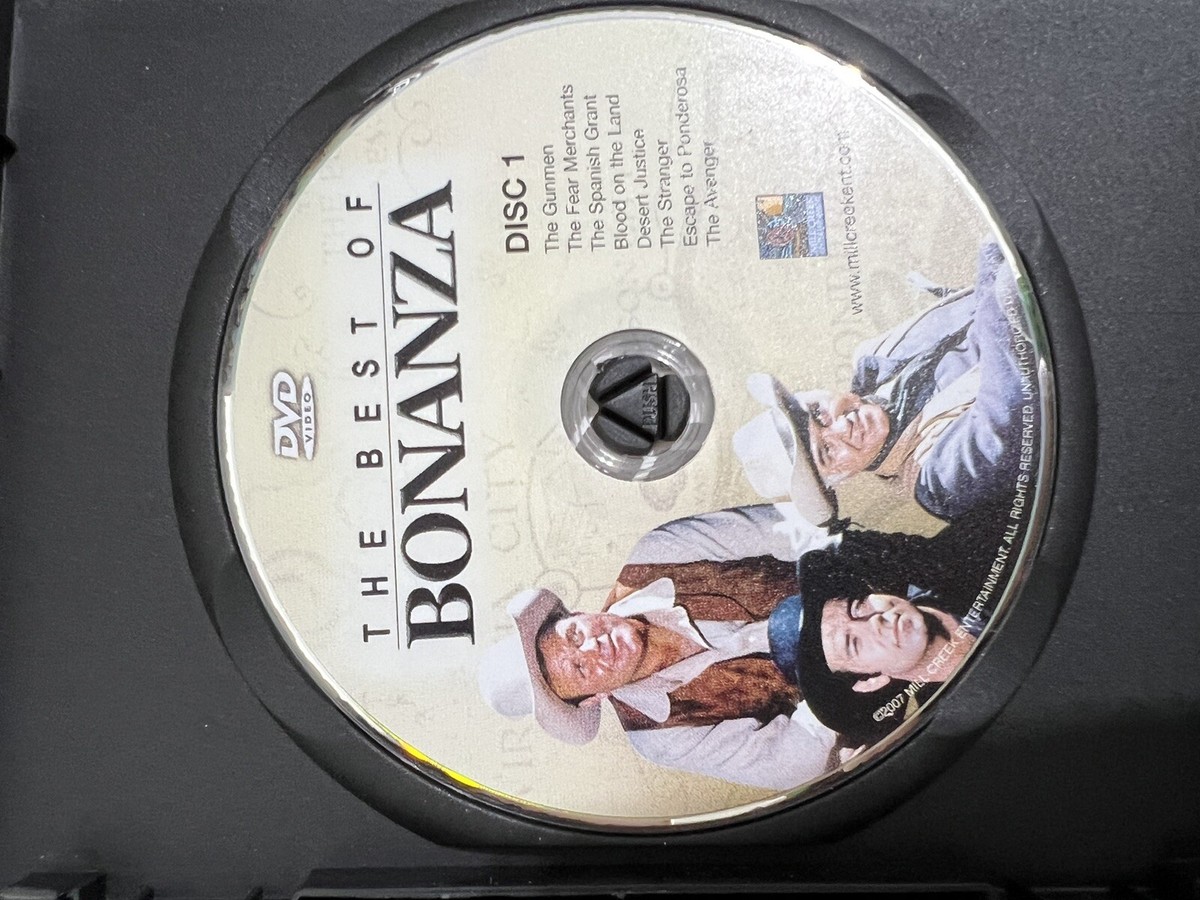 DVD
VIDEO
THE BEST OF
BONANZA
DISC 1
The Gunmen
The Fear Merchants
The Spanish Grant
Blood on the Land
Desert Justice
The Stranger
Escape to Ponderosa
The Avenger
www.millcreekent.com
PUSH
©2007 MILL CREEK ENTERTAINMENT. ALL RIGHTS RESERVED. UNAUTHORIZED